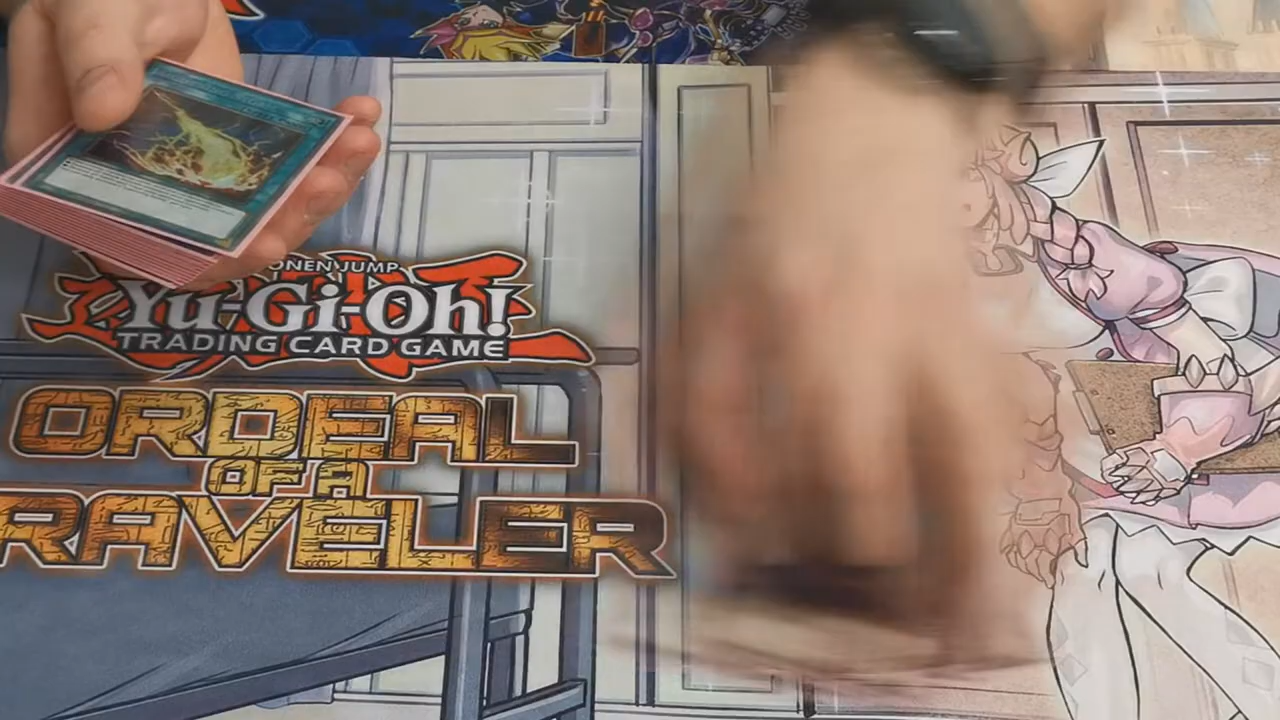 ONEN JUMP
Yu-Gi-Oh!
TRADING CARD GAME
ORDEAL
OF A
RAVELER